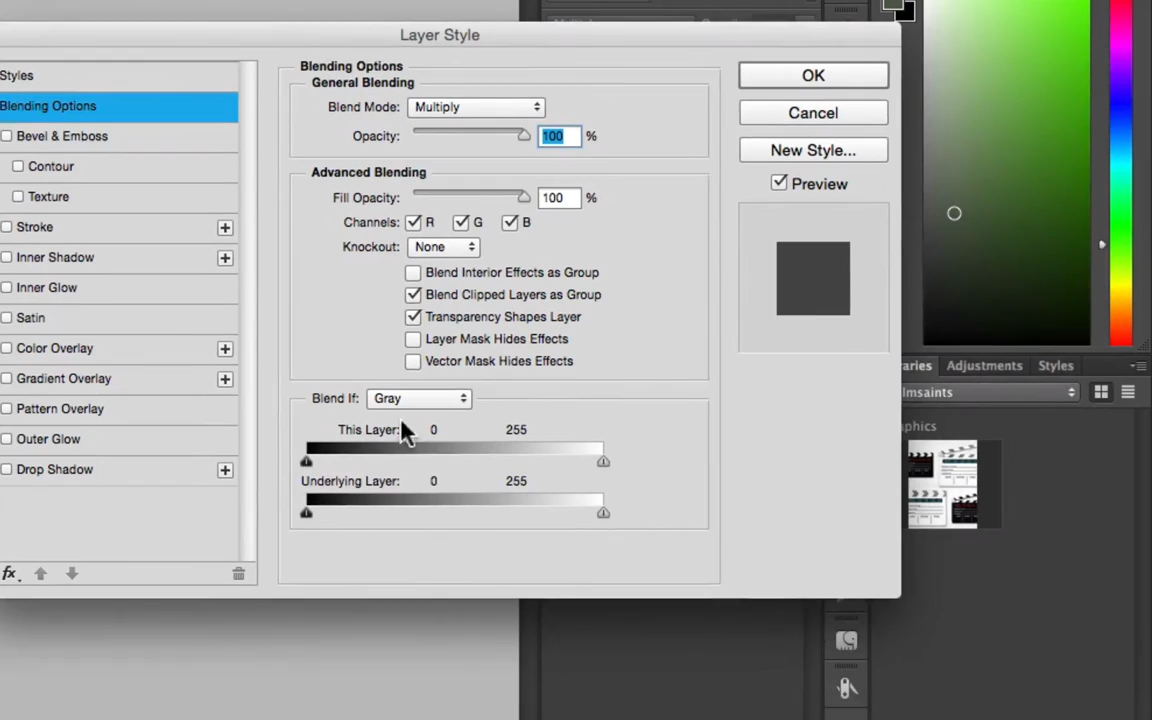 Layer Style
Styles
Blending Options
Bevel & Emboss
Contour
Texture
Stroke
Inner Shadow
Inner Glow
Satin
Color Overlay
Gradient Overlay
Pattern Overlay
Outer Glow
Drop Shadow
fx
Blending Options
General Blending
Blend Mode: Multiply
Opacity: 100 %
Advanced Blending
Fill Opacity: 100 %
Channels: R G B
Knockout: None
Blend Interior Effects as Group
Blend Clipped Layers as Group
Transparency Shapes Layer
Layer Mask Hides Effects
Vector Mask Hides Effects
Blend If: Gray
This Layer: 0 255
Underlying Layer: 0 255
OK
Cancel
New Style...
Preview
Adjustments Styles